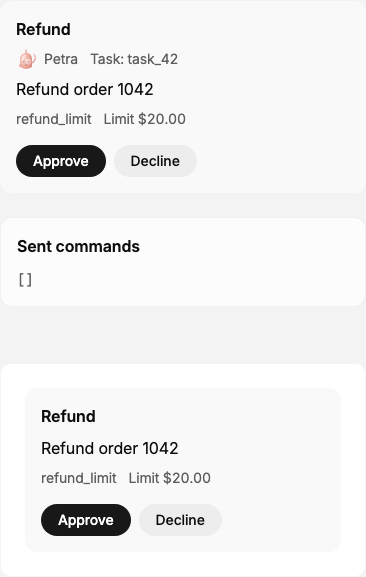 Refund
Petra Task: task_42
Refund order 1042
refund_limit Limit $20.00
Approve Decline
Sent commands
[]
Refund
Refund order 1042
refund_limit Limit $20.00
Approve Decline